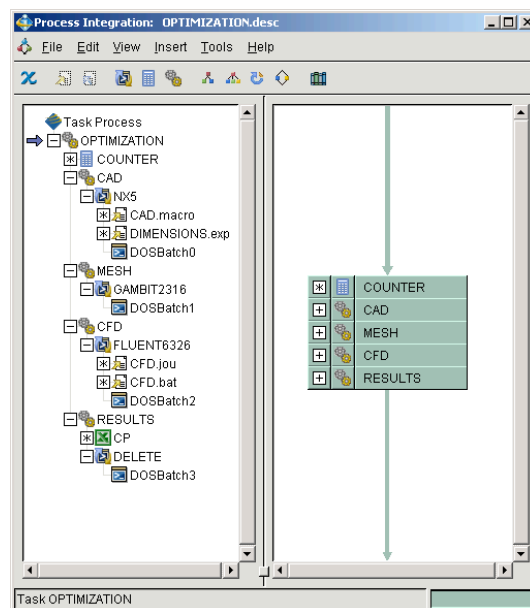 Process Integration: OPTIMIZATION.desc
File Edit View Insert Tools Help
Task Process
OPTIMIZATION
COUNTER
CAD
NX5
CAD.macro
DIMENSIONS.exp
DOSBatch0
MESH
GAMBIT2316
DOSBatch1
CFD
FLUENT6326
CFD.jou
CFD.bat
DOSBatch2
RESULTS
CP
DELETE
DOSBatch3
COUNTER
CAD
MESH
CFD
RESULTS
Task OPTIMIZATION